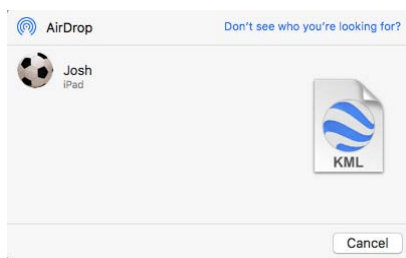 AirDrop
Don't see who you're looking for?
Josh
iPad
KML
Cancel